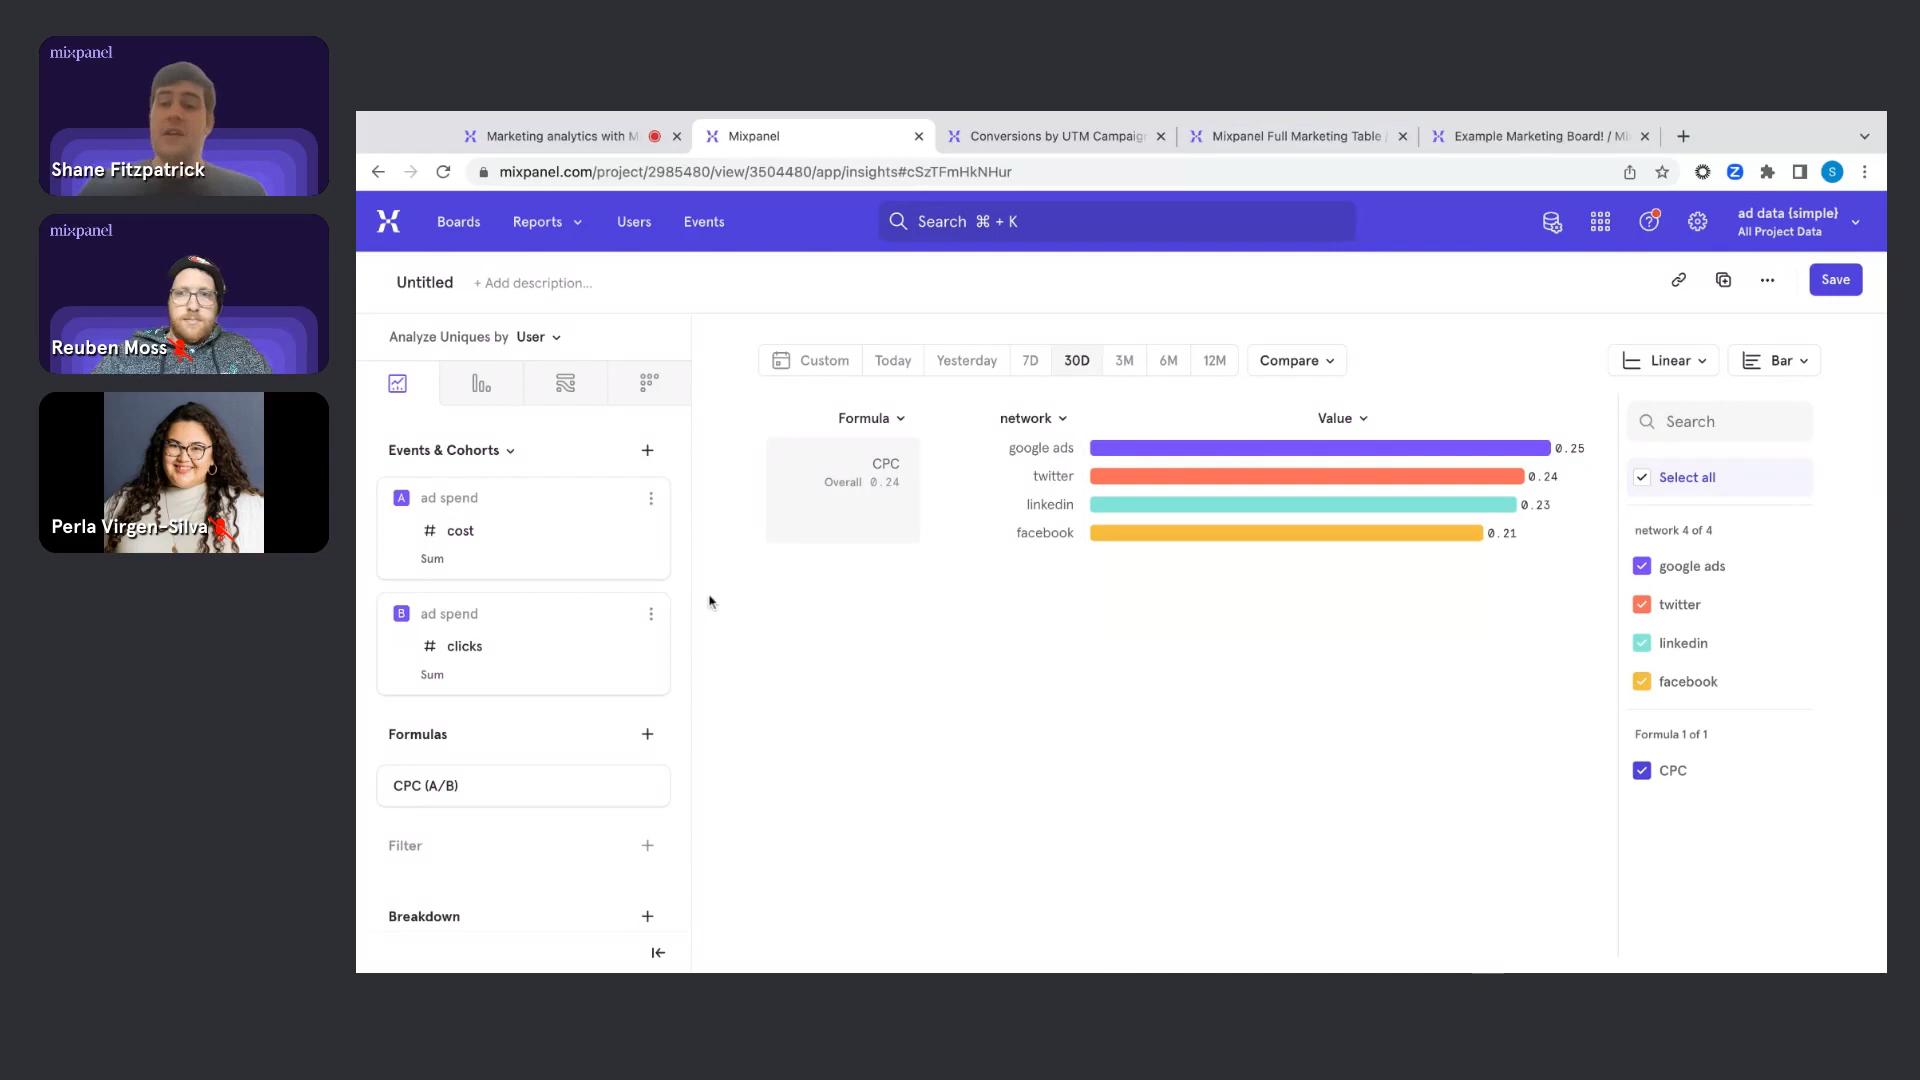 mixpanel
Shane Fitzpatrick
mixpanel
Reuben Moss
Perla Virgen-Silva
Marketing analytics with M
Mixpanel
Conversions by UTM Campaig
Mixpanel Full Marketing Table /
Example Marketing Board! / Mi
mixpanel.com/project/2985480/view/3504480/app/insights#cSzTFmHkNHur
Z
S
Boards
Reports
Users
Events
Search ⌘ + K
ad data {simple}
All Project Data
Untitled
+ Add description...
Save
Analyze Uniques by User
Custom
Today
Yesterday
7D
30D
3M
6M
12M
Compare
Linear
Bar
Events & Cohorts
A ad spend
# cost
Sum
B ad spend
# clicks
Sum
Formulas
CPC (A/B)
Filter
Breakdown
Formula
network
Value
CPC
Overall 0.24
google ads 0.25
twitter 0.24
linkedin 0.23
facebook 0.21
Search
Select all
network 4 of 4
google ads
twitter
linkedin
facebook
Formula 1 of 1
CPC